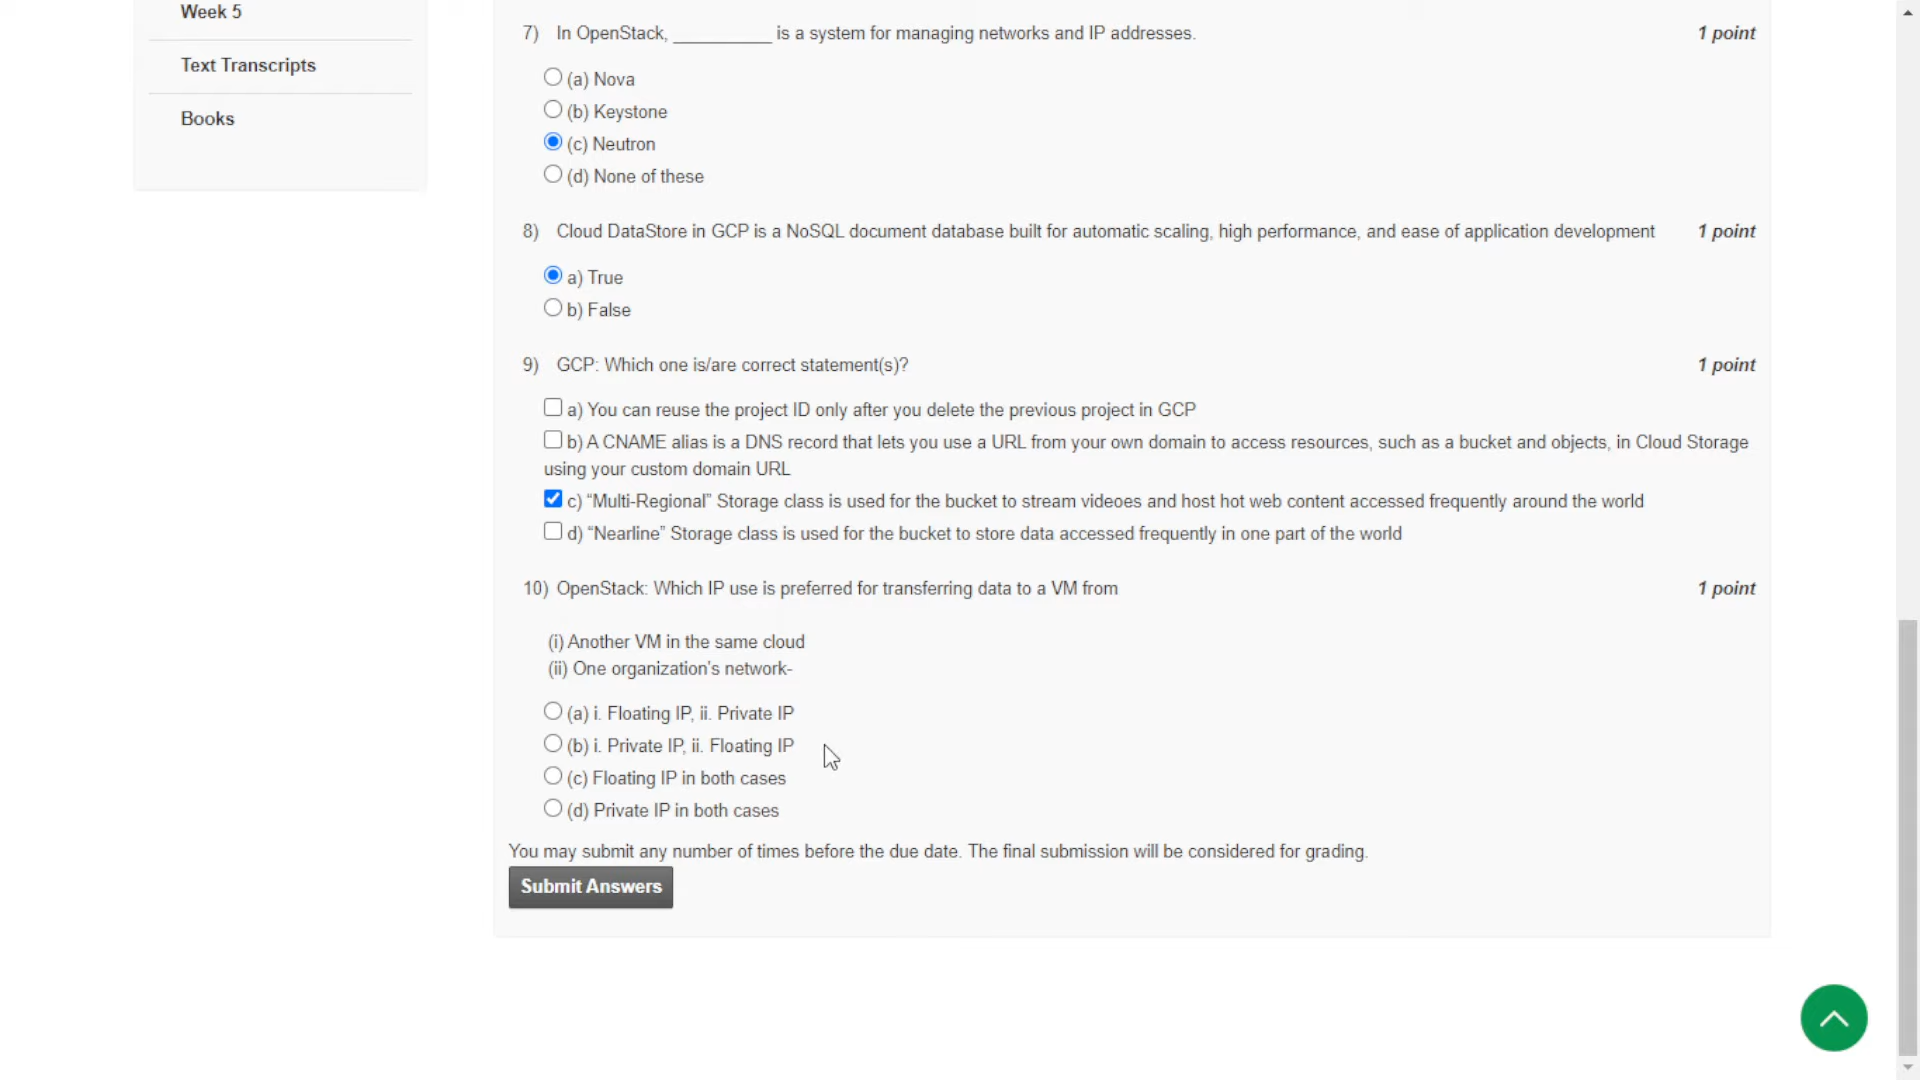 Week 5
Text Transcripts
Books
7) In OpenStack, __________ is a system for managing networks and IP addresses. 1 point
(a) Nova
(b) Keystone
(c) Neutron
(d) None of these
8) Cloud DataStore in GCP is a NoSQL document database built for automatic scaling, high performance, and ease of application development 1 point
a) True
b) False
9) GCP: Which one is/are correct statement(s)? 1 point
a) You can reuse the project ID only after you delete the previous project in GCP
b) A CNAME alias is a DNS record that lets you use a URL from your own domain to access resources, such as a bucket and objects, in Cloud Storage
using your custom domain URL
c) “Multi-Regional” Storage class is used for the bucket to stream videoes and host hot web content accessed frequently around the world
d) “Nearline” Storage class is used for the bucket to store data accessed frequently in one part of the world
10) OpenStack: Which IP use is preferred for transferring data to a VM from 1 point
(i) Another VM in the same cloud
(ii) One organization's network-
(a) i. Floating IP, ii. Private IP
(b) i. Private IP, ii. Floating IP
(c) Floating IP in both cases
(d) Private IP in both cases
You may submit any number of times before the due date. The final submission will be considered for grading.
Submit Answers